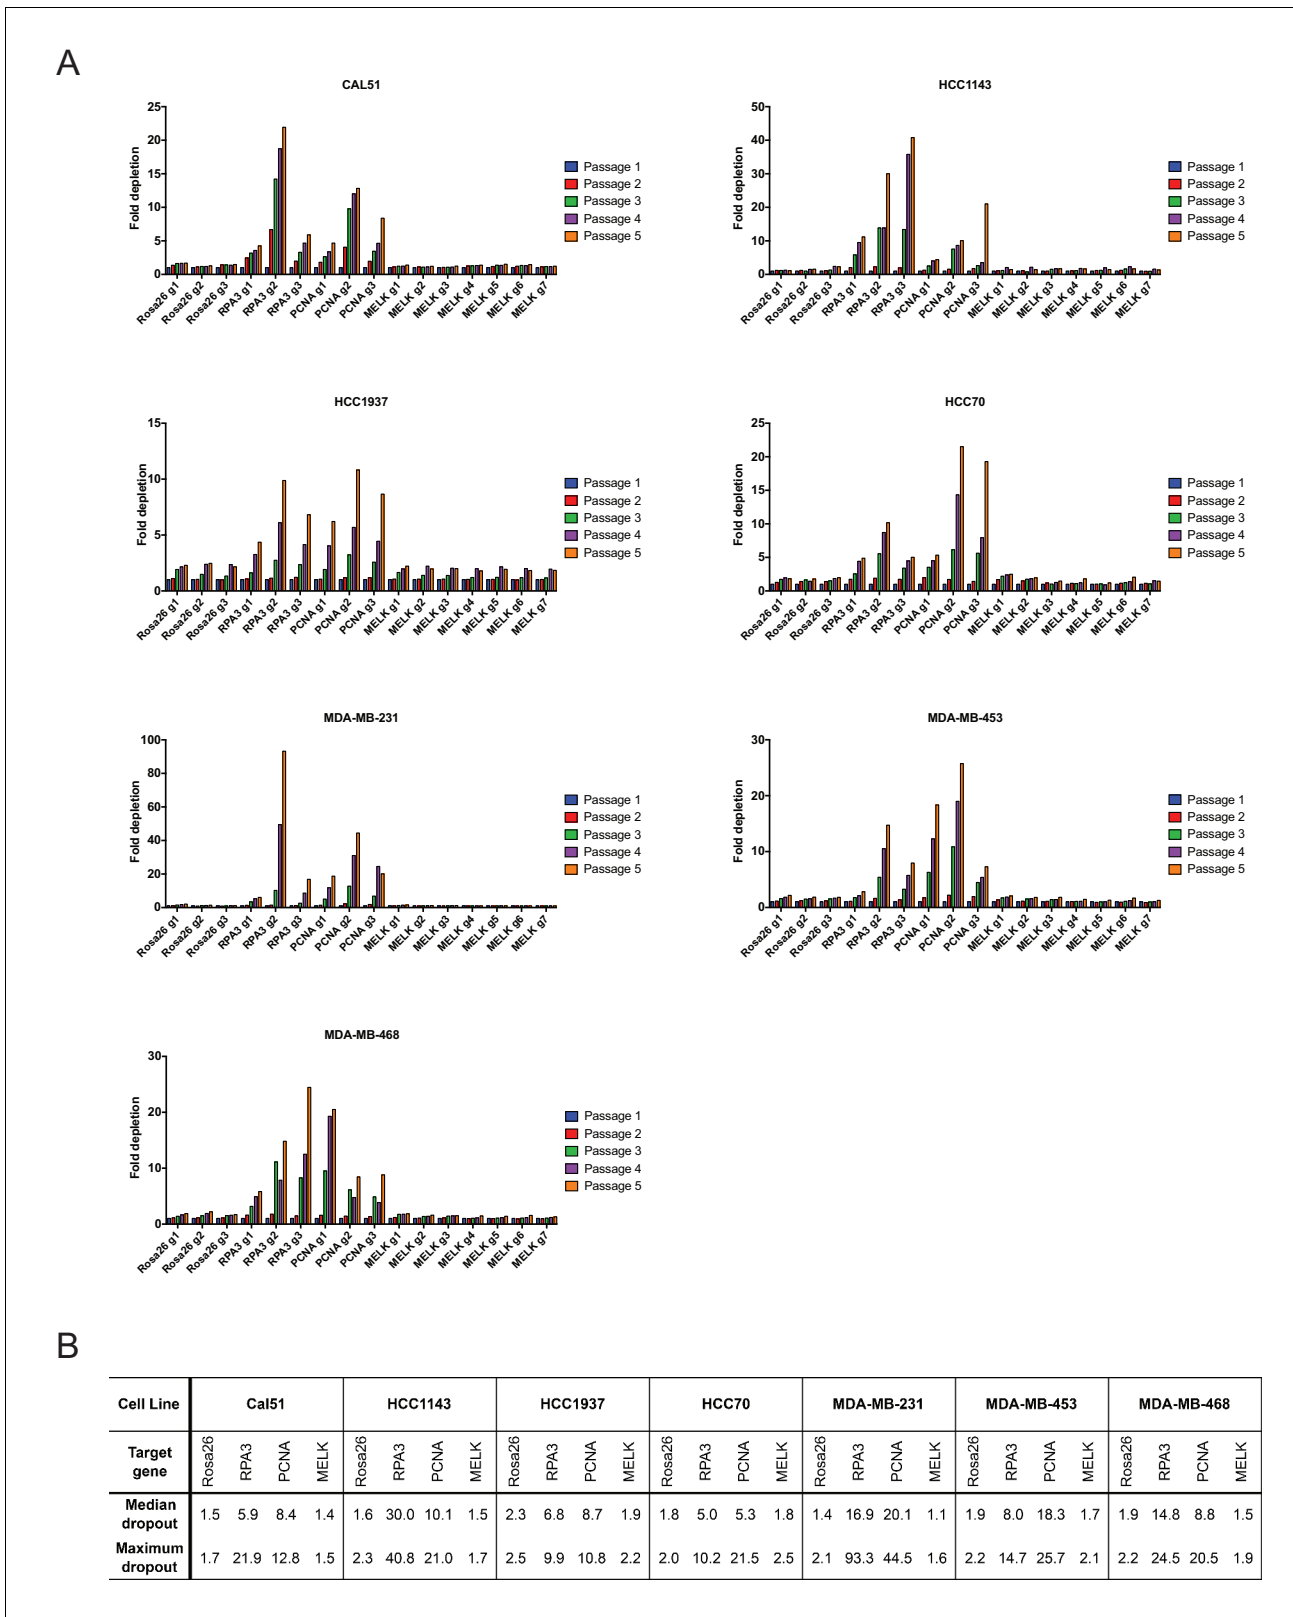 A
CAL51
Fold depletion
25
20
15
10
5
0
Rosa26 g1
Rosa26 g2
Rosa26 g3
RPA3 g1
RPA3 g2
RPA3 g3
PCNA g1
PCNA g2
PCNA g3
MELK g1
MELK g2
MELK g3
MELK g4
MELK g5
MELK g6
MELK g7
Passage 1
Passage 2
Passage 3
Passage 4
Passage 5
HCC1143
Fold depletion
50
40
30
20
10
0
Rosa26 g1
Rosa26 g2
Rosa26 g3
RPA3 g1
RPA3 g2
RPA3 g3
PCNA g1
PCNA g2
PCNA g3
MELK g1
MELK g2
MELK g3
MELK g4
MELK g5
MELK g6
MELK g7
Passage 1
Passage 2
Passage 3
Passage 4
Passage 5
HCC1937
Fold depletion
15
10
5
0
Rosa26 g1
Rosa26 g2
Rosa26 g3
RPA3 g1
RPA3 g2
RPA3 g3
PCNA g1
PCNA g2
PCNA g3
MELK g1
MELK g2
MELK g3
MELK g4
MELK g5
MELK g6
MELK g7
Passage 1
Passage 2
Passage 3
Passage 4
Passage 5
HCC70
Fold depletion
25
20
15
10
5
0
Rosa26 g1
Rosa26 g2
Rosa26 g3
RPA3 g1
RPA3 g2
RPA3 g3
PCNA g1
PCNA g2
PCNA g3
MELK g1
MELK g2
MELK g3
MELK g4
MELK g5
MELK g6
MELK g7
Passage 1
Passage 2
Passage 3
Passage 4
Passage 5
MDA-MB-231
Fold depletion
100
80
60
40
20
0
Rosa26 g1
Rosa26 g2
Rosa26 g3
RPA3 g1
RPA3 g2
RPA3 g3
PCNA g1
PCNA g2
PCNA g3
MELK g1
MELK g2
MELK g3
MELK g4
MELK g5
MELK g6
MELK g7
Passage 1
Passage 2
Passage 3
Passage 4
Passage 5
MDA-MB-453
Fold depletion
30
20
10
0
Rosa26 g1
Rosa26 g2
Rosa26 g3
RPA3 g1
RPA3 g2
RPA3 g3
PCNA g1
PCNA g2
PCNA g3
MELK g1
MELK g2
MELK g3
MELK g4
MELK g5
MELK g6
MELK g7
Passage 1
Passage 2
Passage 3
Passage 4
Passage 5
MDA-MB-468
Fold depletion
30
20
10
0
Rosa26 g1
Rosa26 g2
Rosa26 g3
RPA3 g1
RPA3 g2
RPA3 g3
PCNA g1
PCNA g2
PCNA g3
MELK g1
MELK g2
MELK g3
MELK g4
MELK g5
MELK g6
MELK g7
Passage 1
Passage 2
Passage 3
Passage 4
Passage 5
B
Cell Line Cal51 HCC1143 HCC1937 HCC70 MDA-MB-231 MDA-MB-453 MDA-MB-468
Target gene Rosa26 RPA3 PCNA MELK Rosa26 RPA3 PCNA MELK Rosa26 RPA3 PCNA MELK Rosa26 RPA3 PCNA MELK Rosa26 RPA3 PCNA MELK Rosa26 RPA3 PCNA MELK Rosa26 RPA3 PCNA MELK
Median dropout 1.5 5.9 8.4 1.4 1.6 30.0 10.1 1.5 2.3 6.8 8.7 1.9 1.8 5.0 5.3 1.8 1.4 16.9 20.1 1.1 1.9 8.0 18.3 1.7 1.9 14.8 8.8 1.5
Maximum dropout 1.7 21.9 12.8 1.5 2.3 40.8 21.0 1.7 2.5 9.9 10.8 2.2 2.0 10.2 21.5 2.5 2.1 93.3 44.5 1.6 2.2 14.7 25.7 2.1 2.2 24.5 20.5 1.9